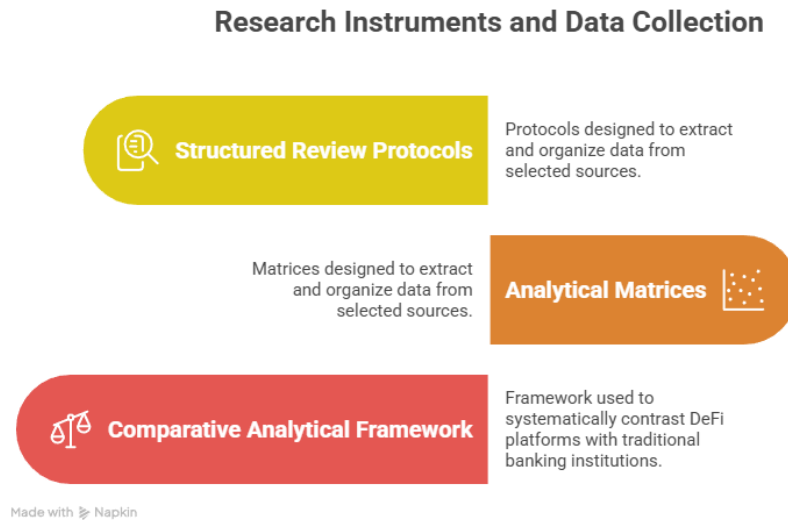 Research Instruments and Data Collection
Structured Review Protocols
Protocols designed to extract
and organize data from
selected sources.
Matrices designed to extract
and organize data from
selected sources.
Analytical Matrices
Comparative Analytical Framework
Framework used to
systematically contrast DeFi
platforms with traditional
banking institutions.
Made with Napkin